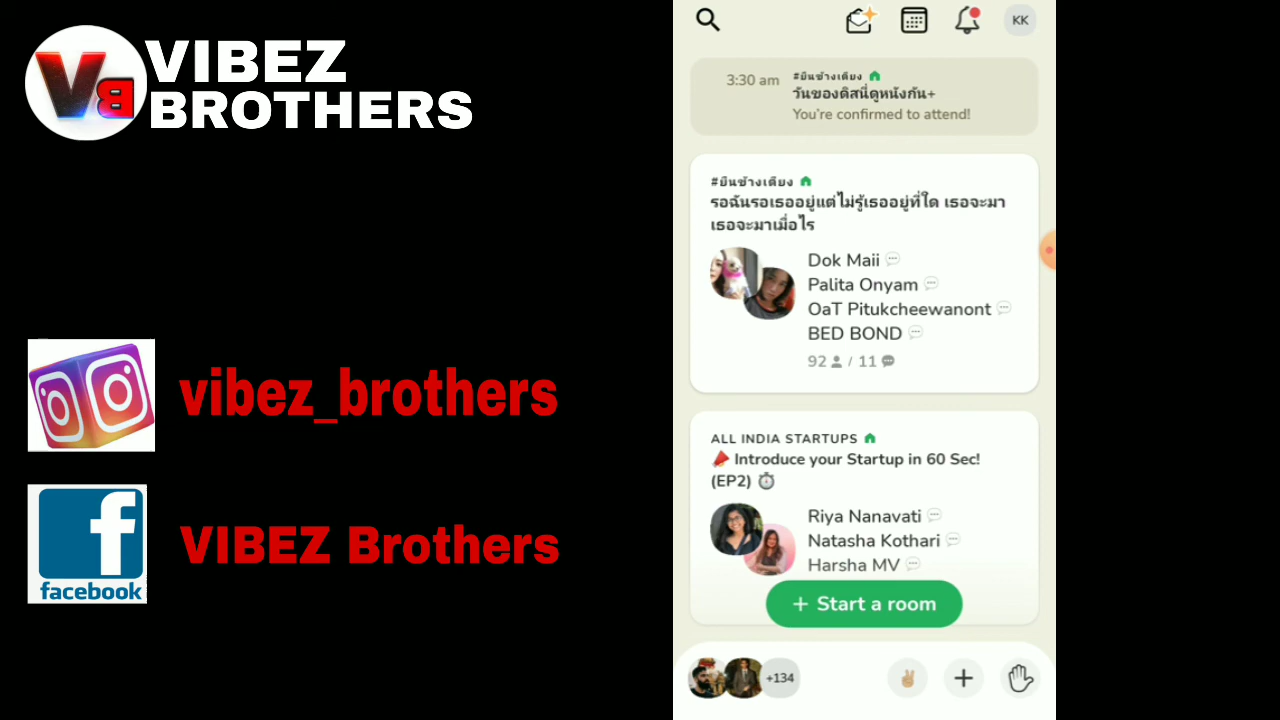 VB
VIBEZ
BROTHERS
vibez_brothers
facebook
VIBEZ Brothers
KK
3:30 am
#ยืนช้างเดียง
วันของดิสนี่ดูหนังกัน+
You're confirmed to attend!
#ยืนช้างเดียง
รอฉันรอเธออยู่แต่ไม่รู้เธออยู่ที่ใด เธอจะมา
เธอจะมาเมื่อไร
Dok Maii
Palita Onyam
OaT Pitukcheewanont
BED BOND
92 / 11
ALL INDIA STARTUPS
Introduce your Startup in 60 Sec!
(EP2)
Riya Nanavati
Natasha Kothari
Harsha MV
+ Start a room
+134